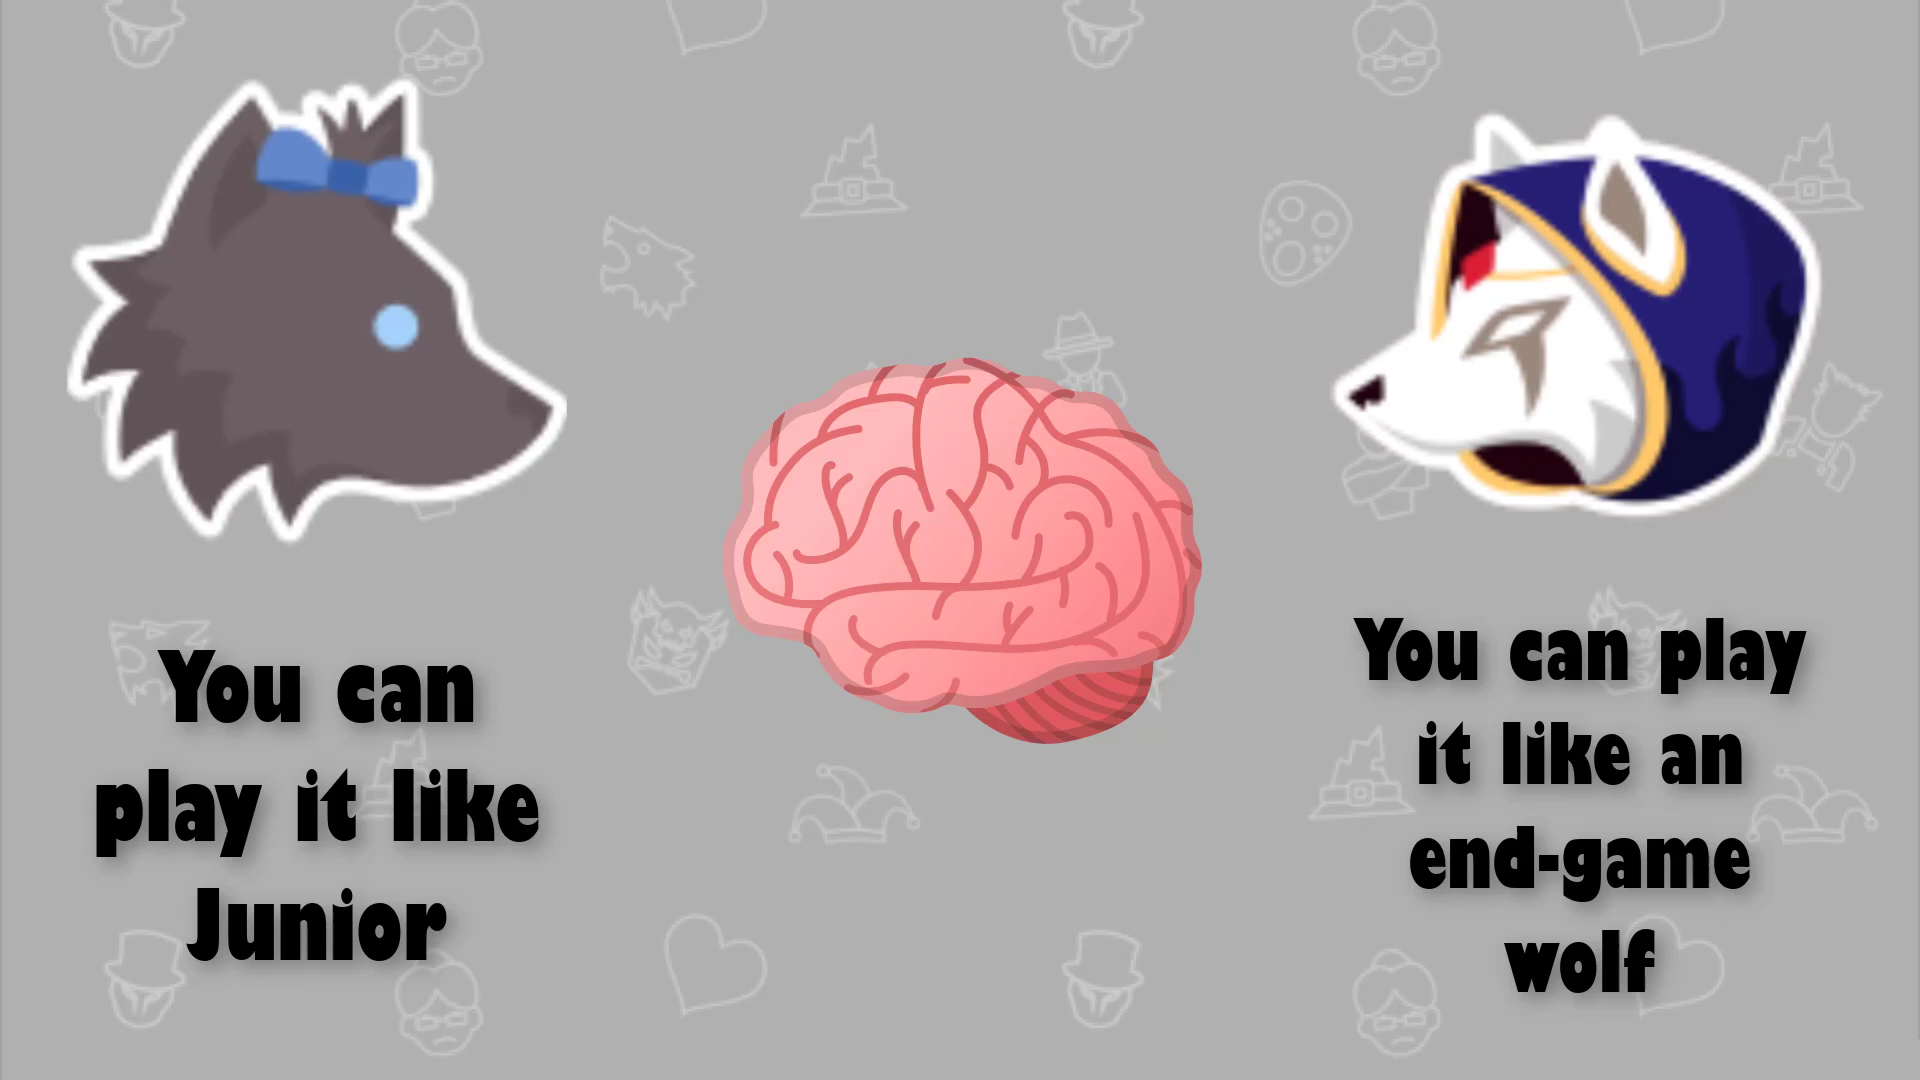 You can
play it like
Junior
You can play
it like an
end-game
wolf